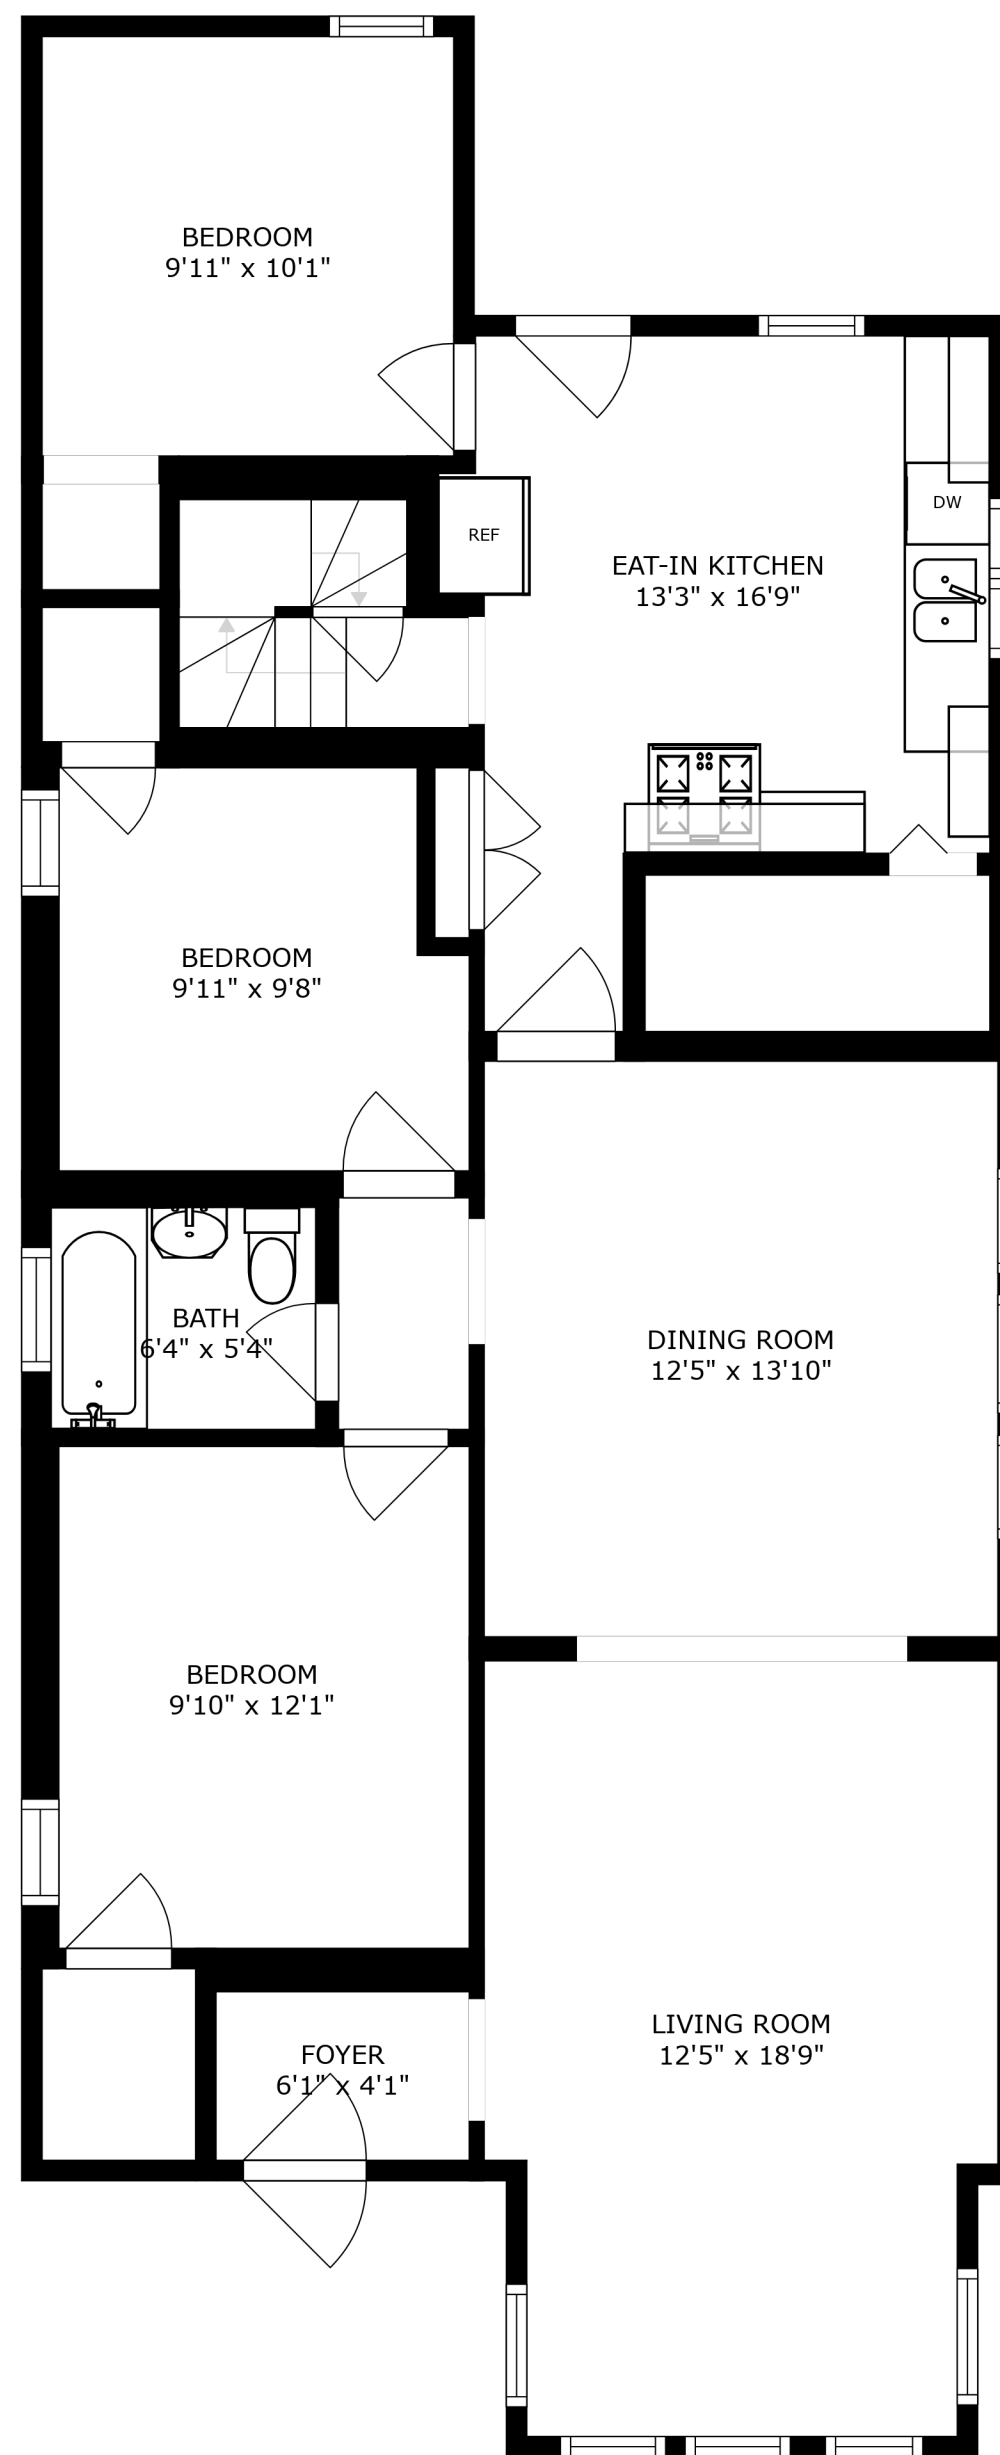 BEDROOM
9'11" x 10'1"
REF
DW
EAT-IN KITCHEN
13'3" x 16'9"
BEDROOM
9'11" x 9'8"
BATH
6'4" x 5'4"
DINING ROOM
12'5" x 13'10"
BEDROOM
9'10" x 12'1"
LIVING ROOM
12'5" x 18'9"
FOYER
6'1" x 4'1"